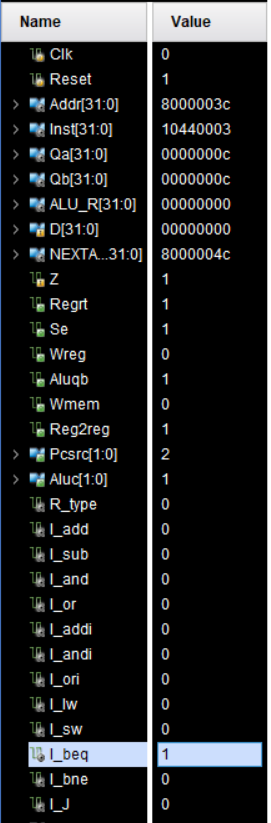 Name Value
Clk 0
Reset 1
Addr[31:0] 8000003c
Inst[31:0] 10440003
Qa[31:0] 0000000c
Qb[31:0] 0000000c
ALU_R[31:0] 00000000
D[31:0] 00000000
NEXTA...31:0] 8000004c
Z 1
Regrt 1
Se 1
Wreg 0
Aluqb 1
Wmem 0
Reg2reg 1
Pcsrc[1:0] 2
Aluc[1:0] 1
R_type 0
I_add 0
I_sub 0
I_and 0
I_or 0
I_addi 0
I_andi 0
I_ori 0
I_lw 0
I_sw 0
I_beq 1
I_bne 0
I_J 0